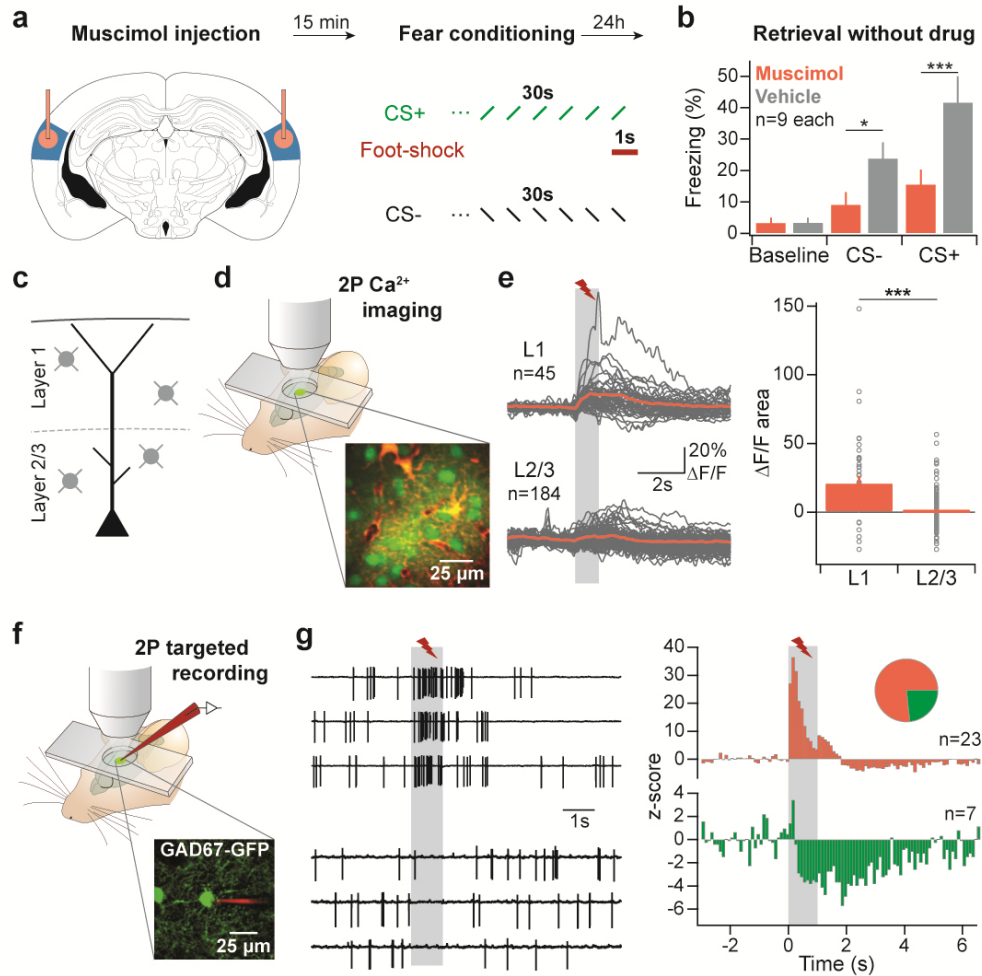 a
Muscimol injection
15 min
Fear conditioning
24h
CS+
30s
Foot-shock
1s
CS-
30s
b
Retrieval without drug
Muscimol
Vehicle
n=9 each
***
*
Freezing (%)
50
40
30
20
10
0
Baseline
CS-
CS+
c
Layer 1
Layer 2/3
d
2P Ca²⁺
imaging
25 µm
e
L1
n=45
L2/3
n=184
20%
ΔF/F
2s
***
ΔF/F area
150
100
50
0
L1
L2/3
f
2P targeted
recording
GAD67-GFP
25 µm
g
1s
z-score
40
30
20
10
0
n=23
4
2
0
-2
-4
-6
n=7
-2
0
2
4
6
Time (s)